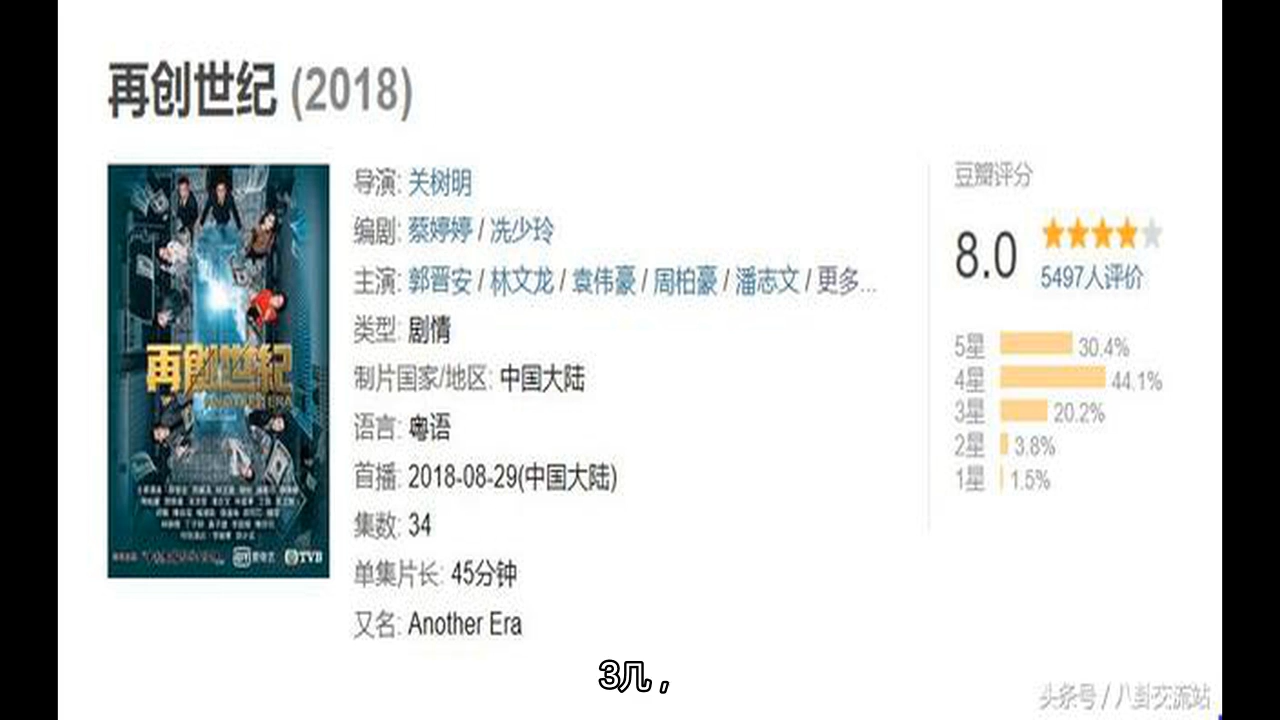 再创世纪 (2018)
导演: 关树明
编剧: 蔡婷婷 / 冼少玲
主演: 郭晋安 / 林文龙 / 袁伟豪 / 周柏豪 / 潘志文 / 更多...
类型: 剧情
制片国家/地区: 中国大陆
语言: 粤语
首播: 2018-08-29(中国大陆)
集数: 34
单集片长: 45分钟
又名: Another Era
豆瓣评分
8.0
5497人评价
5星 30.4%
4星 44.1%
3星 20.2%
2星 3.8%
1星 1.5%
再創世紀
ANOTHER ERA
爱奇艺 TVB
3几，
头条号 / 八卦交流站